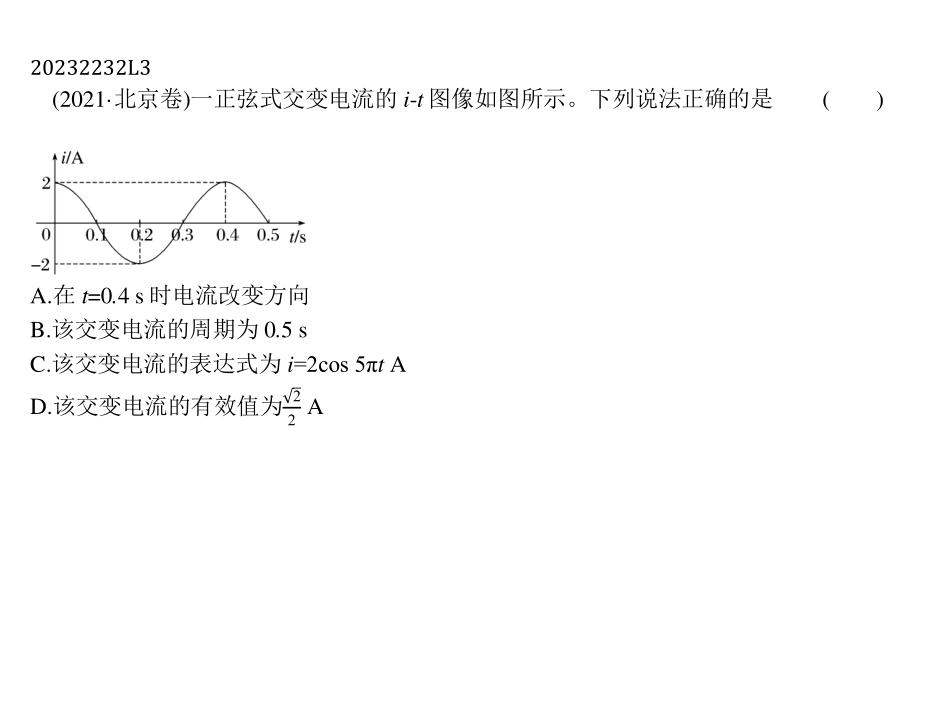 20232232L3
(2021·北京卷)一正弦式交变电流的 i-t 图像如图所示。下列说法正确的是 ( )
i/A
2
0 0.1 0.2 0.3 0.4 0.5 t/s
−2
A.在 t=0.4 s 时电流改变方向
B.该交变电流的周期为 0.5 s
C.该交变电流的表达式为 i=2cos 5πt A
D.该交变电流的有效值为√2/2 A